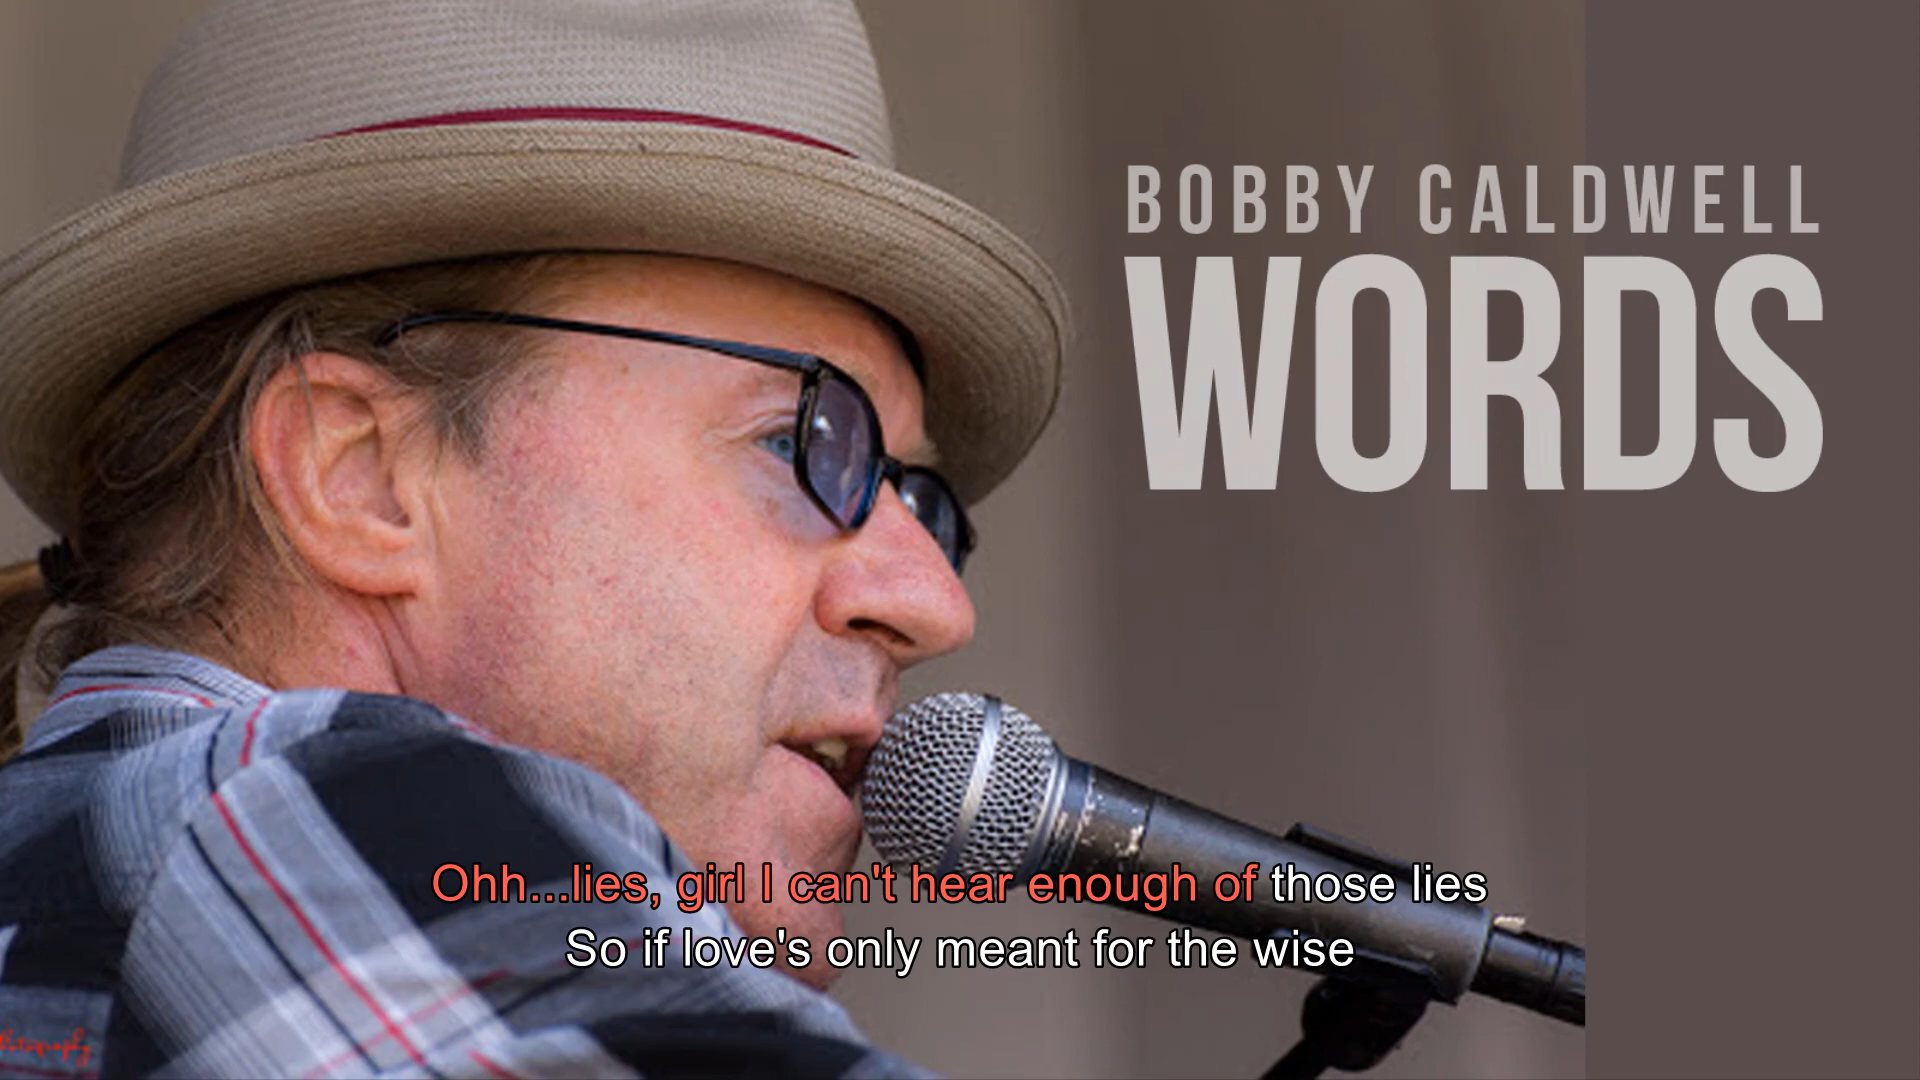 BOBBY CALDWELL
WORDS
Ohh...lies, girl I can't hear enough of those lies
So if love's only meant for the wise
hotography